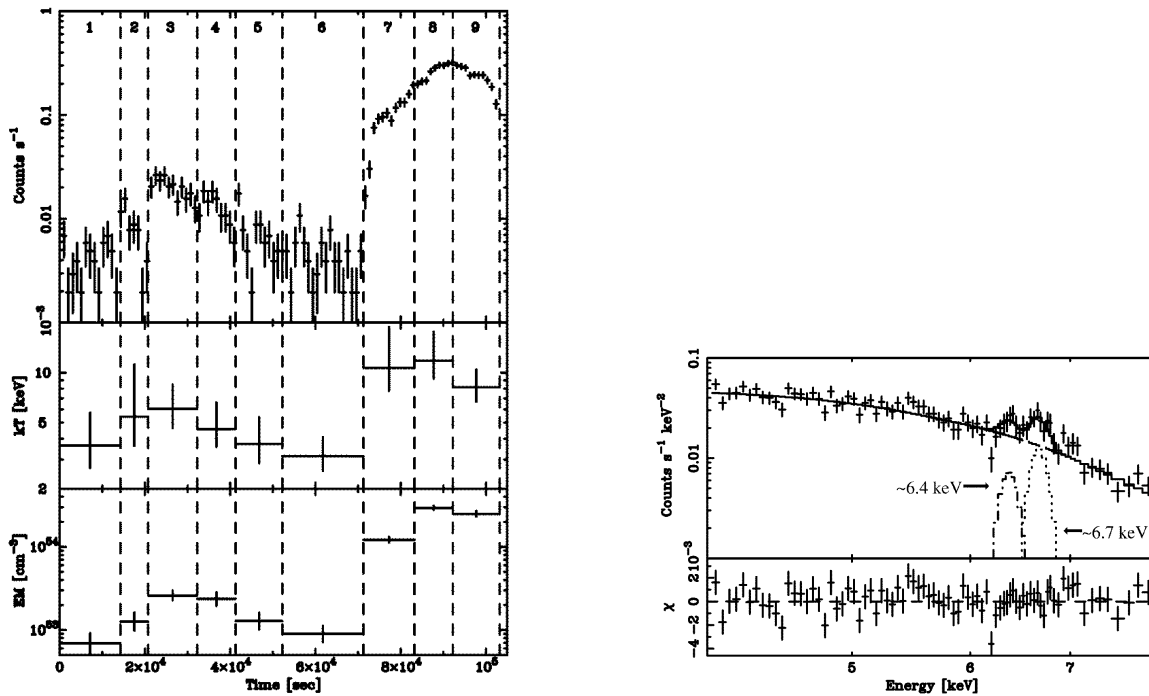 1 2 3 4 5 6 7 8 9
1
0.1
0.01
10⁻³
Counts s⁻¹
10
5
2
kT [keV]
10⁵⁴
10⁵³
EM [cm⁻³]
0 2×10⁴ 4×10⁴ 6×10⁴ 8×10⁴ 10⁵
Time [sec]
0.1
0.01
10⁻³
Counts s⁻¹ keV⁻²
~6.4 keV
~6.7 keV
2 0 -2 -4
χ
5 6 7
Energy [keV]